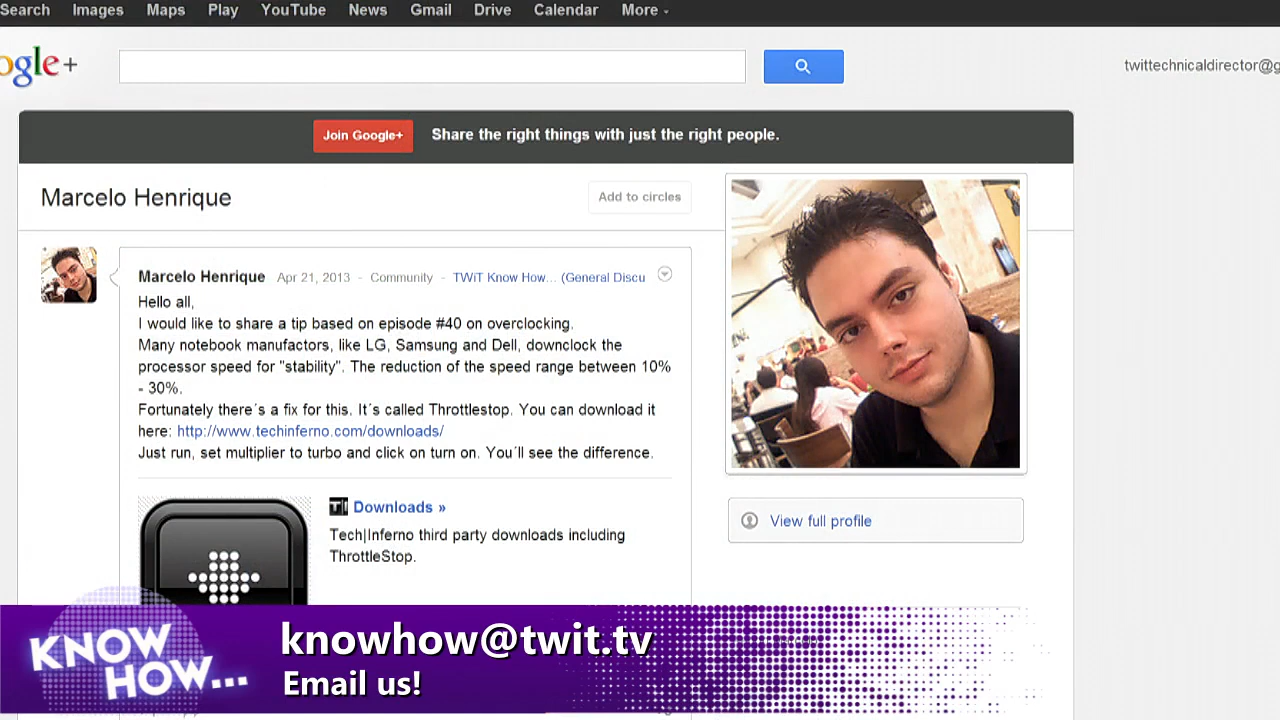 Search Images Maps Play YouTube News Gmail Drive Calendar More
ogle+
twittechnicaldirector@g
Join Google+ Share the right things with just the right people.
Marcelo Henrique
Add to circles
Marcelo Henrique Apr 21, 2013 - Community - TWiT Know How... (General Discu
Hello all,
I would like to share a tip based on episode #40 on overclocking.
Many notebook manufactors, like LG, Samsung and Dell, downclock the
processor speed for "stability". The reduction of the speed range between 10%
- 30%.
Fortunately there´s a fix for this. It´s called Throttlestop. You can download it
here: http://www.techinferno.com/downloads/
Just run, set multiplier to turbo and click on turn on. You´ll see the difference.
View full profile
TI Downloads »
Tech|Inferno third party downloads including
ThrottleStop.
KNOW
HOW...
knowhow@twit.tv
Email us!